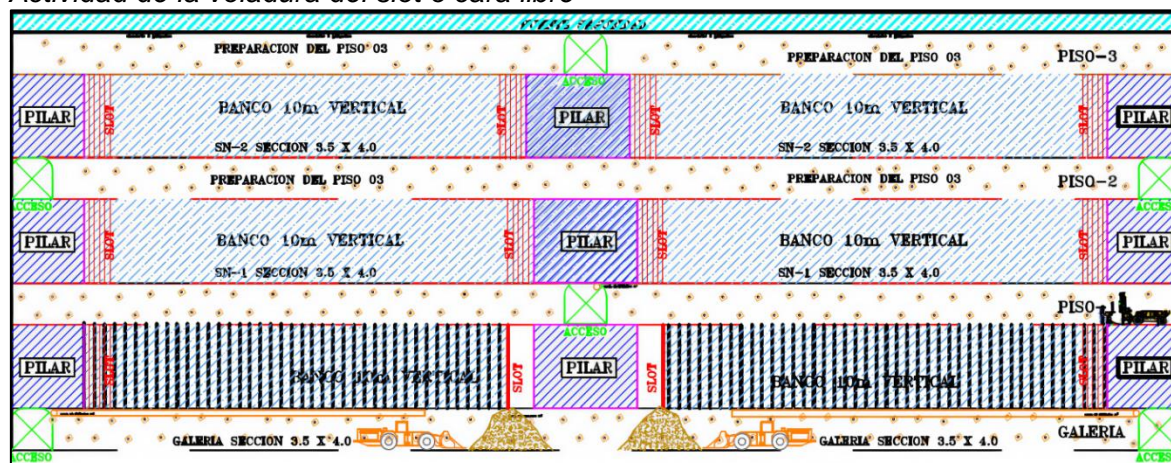 Actividad de la voladura del slot o cara libre
PREPARACION DEL PISO 03
PREPARACION DEL PISO 03
PISO-3
ACCESO
PILAR
SLOT
BANCO 10m VERTICAL
SLOT
PILAR
SLOT
BANCO 10m VERTICAL
SLOT
PILAR
SN-2 SECCION 3.5 X 4.0
SN-2 SECCION 3.5 X 4.0
PREPARACION DEL PISO 03
PREPARACION DEL PISO 03
PISO-2
ACCESO
ACCESO
PILAR
SLOT
BANCO 10m VERTICAL
SLOT
PILAR
SLOT
BANCO 10m VERTICAL
SLOT
PILAR
SN-1 SECCION 3.5 X 4.0
SN-1 SECCION 3.5 X 4.0
PISO-1
ACCESO
PILAR
SLOT
BANCO 10m VERTICAL
SLOT
PILAR
SLOT
BANCO 10m VERTICAL
SLOT
PILAR
GALERIA SECCION 3.5 X 4.0
GALERIA SECCION 3.5 X 4.0
GALERIA
ACCESO
ACCESO